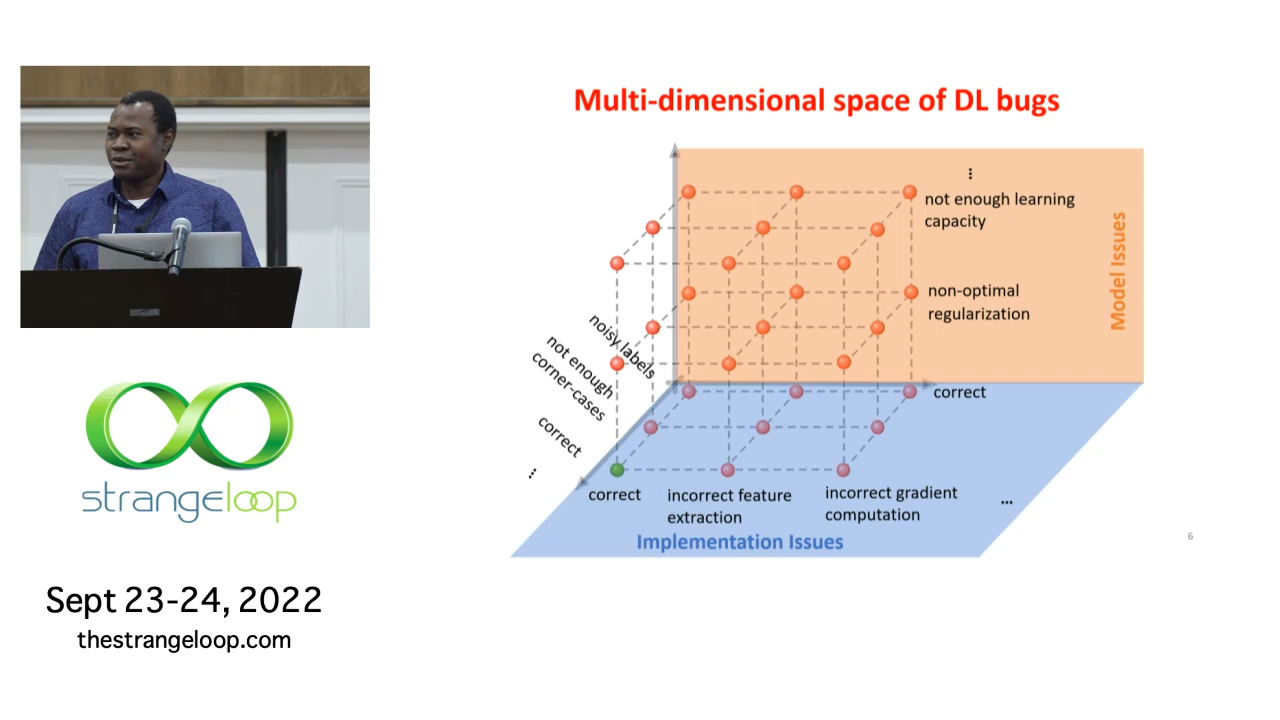 Multi-dimensional space of DL bugs
⋮
not enough learning
capacity
Model Issues
non-optimal
regularization
noisy labels
not enough
corner-cases
correct
⋮
correct
correct
incorrect feature
extraction
incorrect gradient
computation
...
Implementation Issues
6
strangeloop
Sept 23-24, 2022
thestrangeloop.com